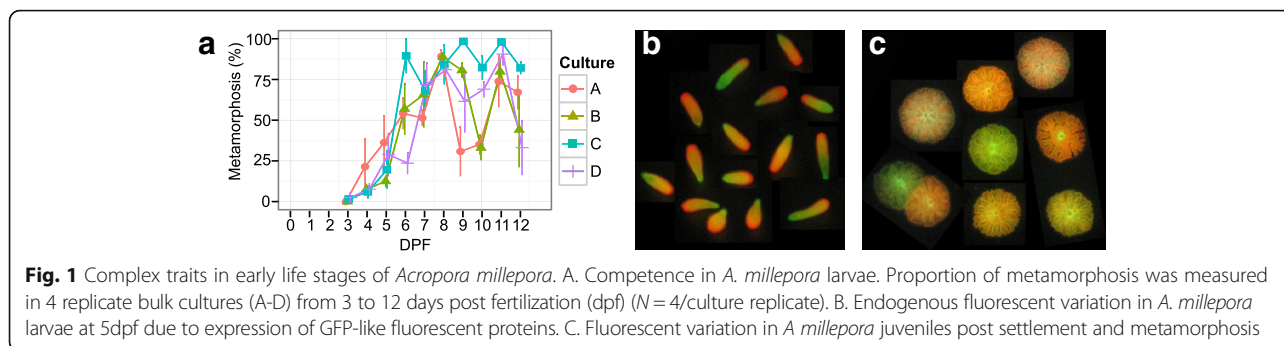 a
b
c
Metamorphosis (%)
100
75
50
25
0
0 1 2 3 4 5 6 7 8 9 10 11 12
DPF
Culture
A
B
C
D
Fig. 1 Complex traits in early life stages of Acropora millepora. A. Competence in A. millepora larvae. Proportion of metamorphosis was measured
in 4 replicate bulk cultures (A-D) from 3 to 12 days post fertilization (dpf) (N = 4/culture replicate). B. Endogenous fluorescent variation in A. millepora
larvae at 5dpf due to expression of GFP-like fluorescent proteins. C. Fluorescent variation in A millepora juveniles post settlement and metamorphosis